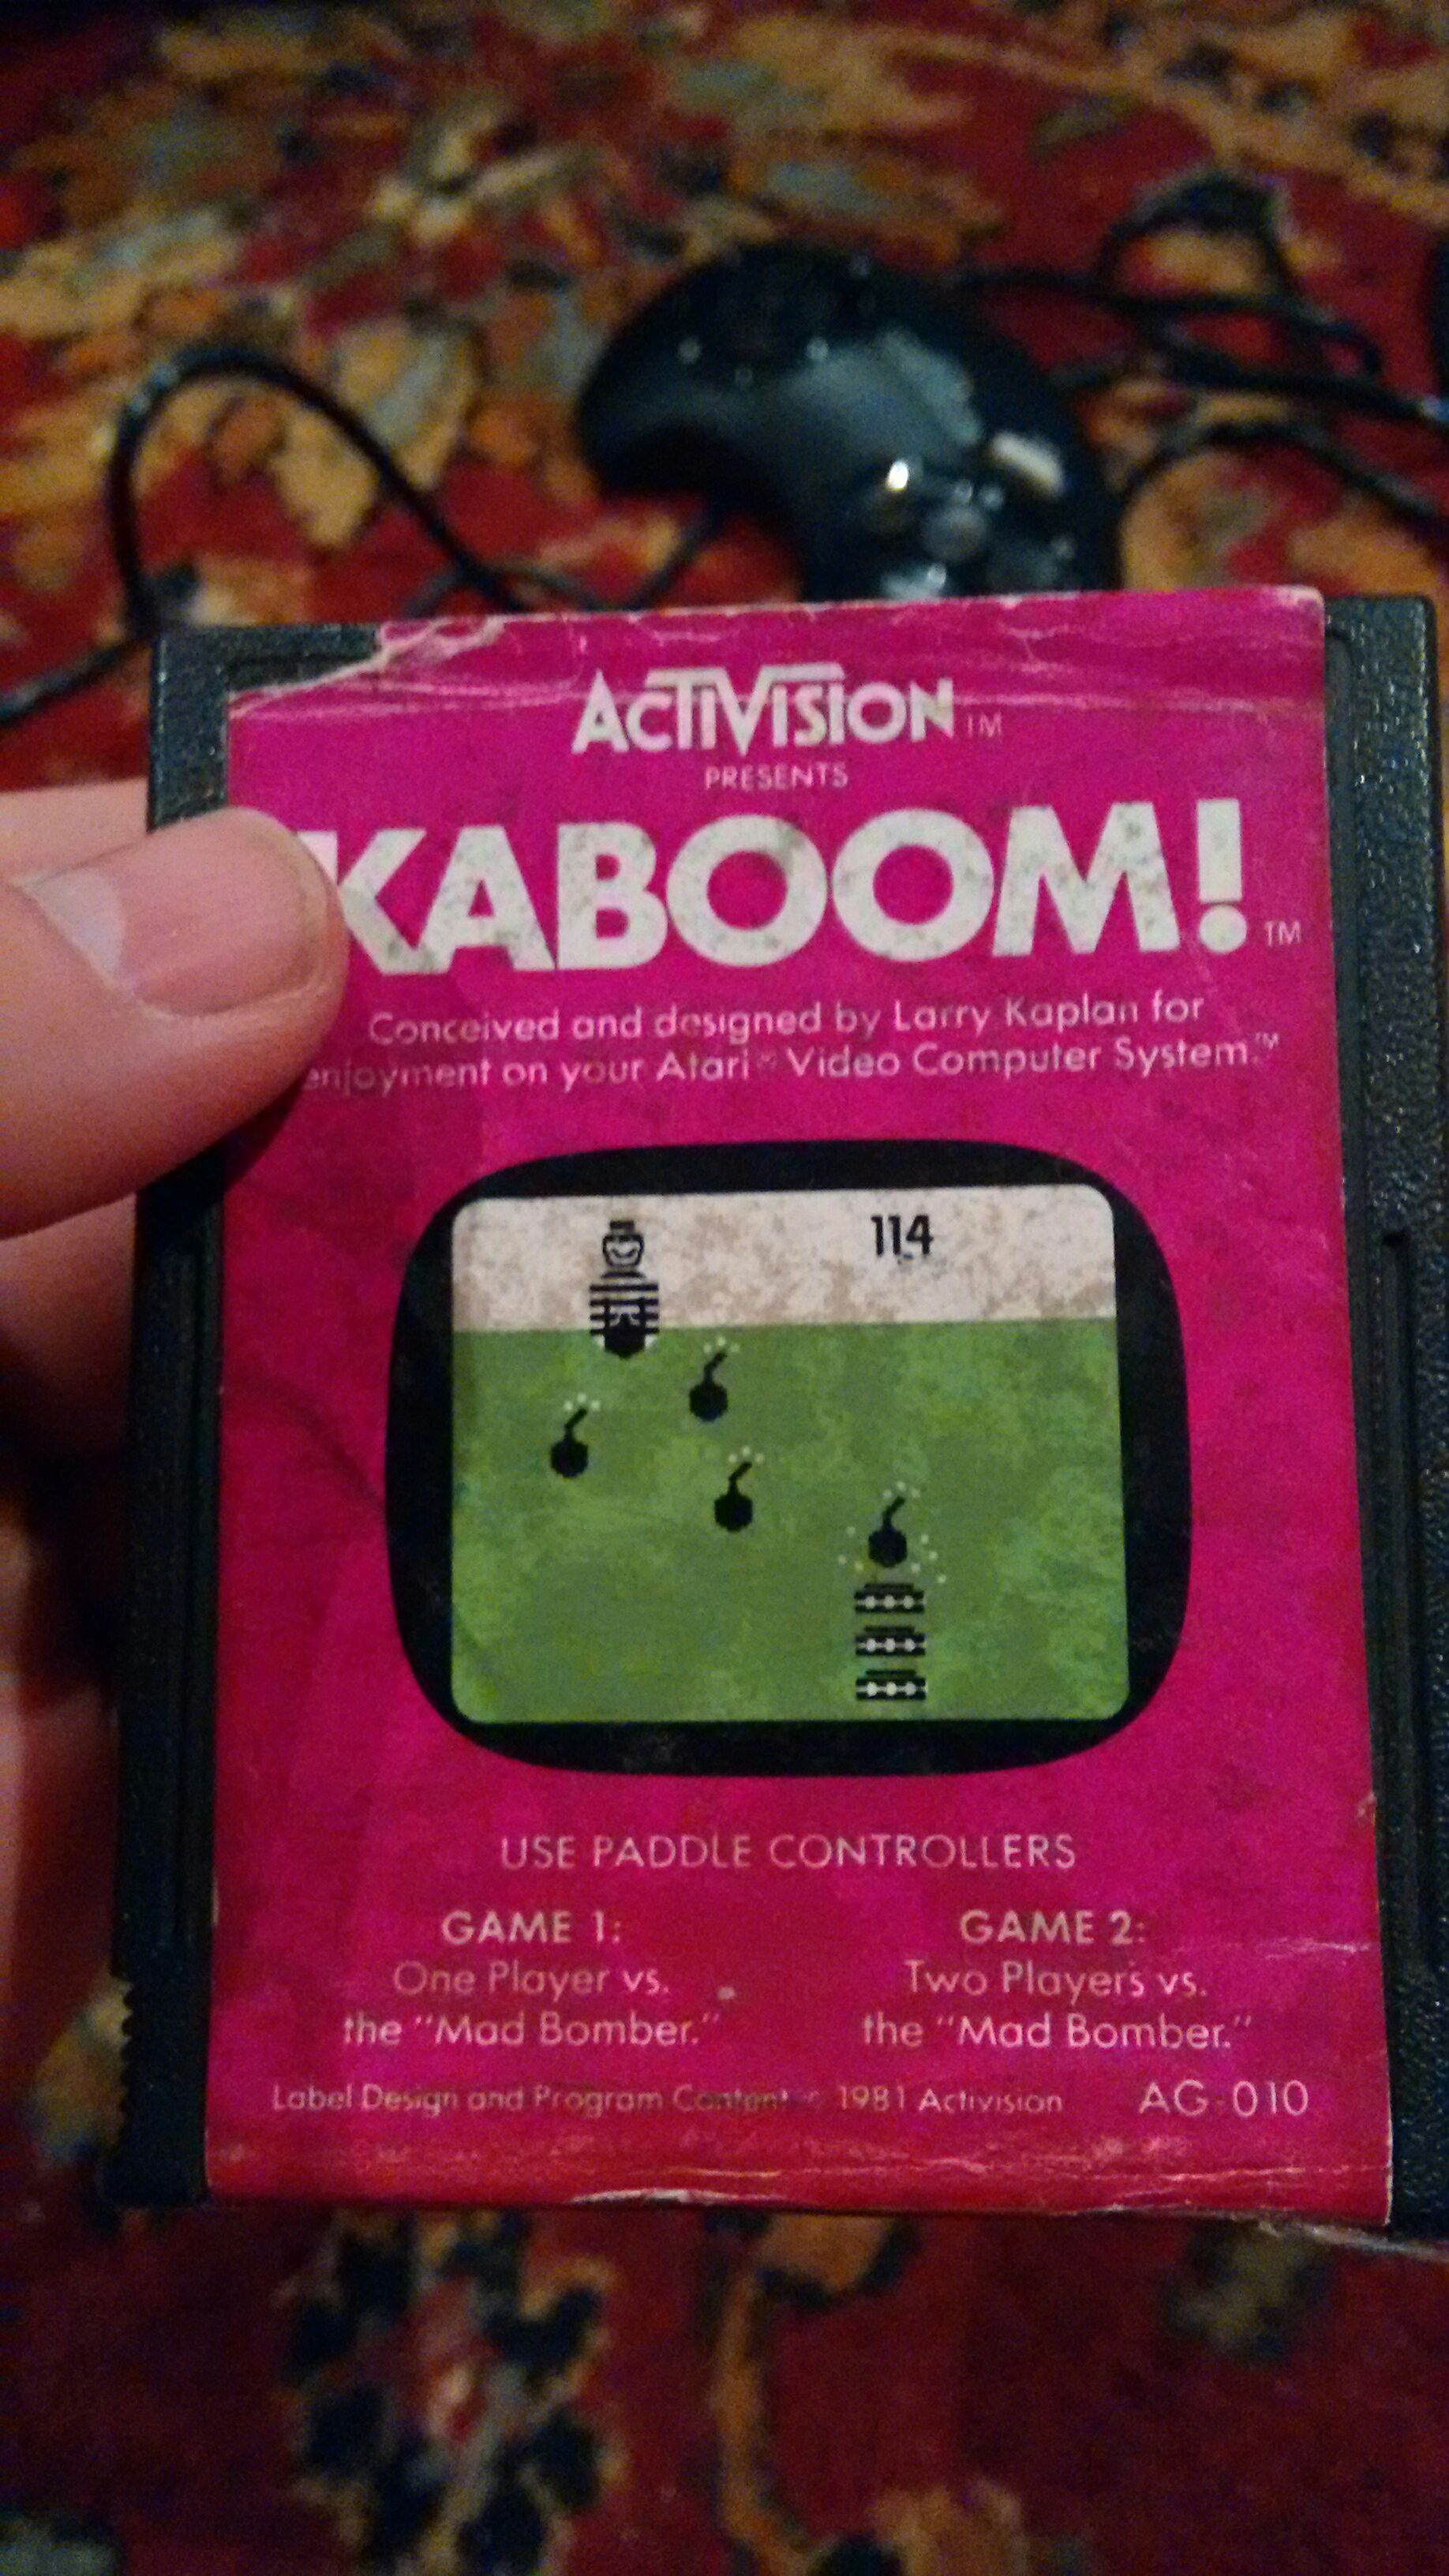 ACTIVISION TM
PRESENTS
KABOOM! TM
Conceived and designed by Larry Kaplan for
enjoyment on your Atari® Video Computer System.™
114
USE PADDLE CONTROLLERS
GAME 1:
One Player vs.
the "Mad Bomber."
GAME 2:
Two Players vs.
the "Mad Bomber."
Label Design and Program Content © 1981 Activision
AG-010